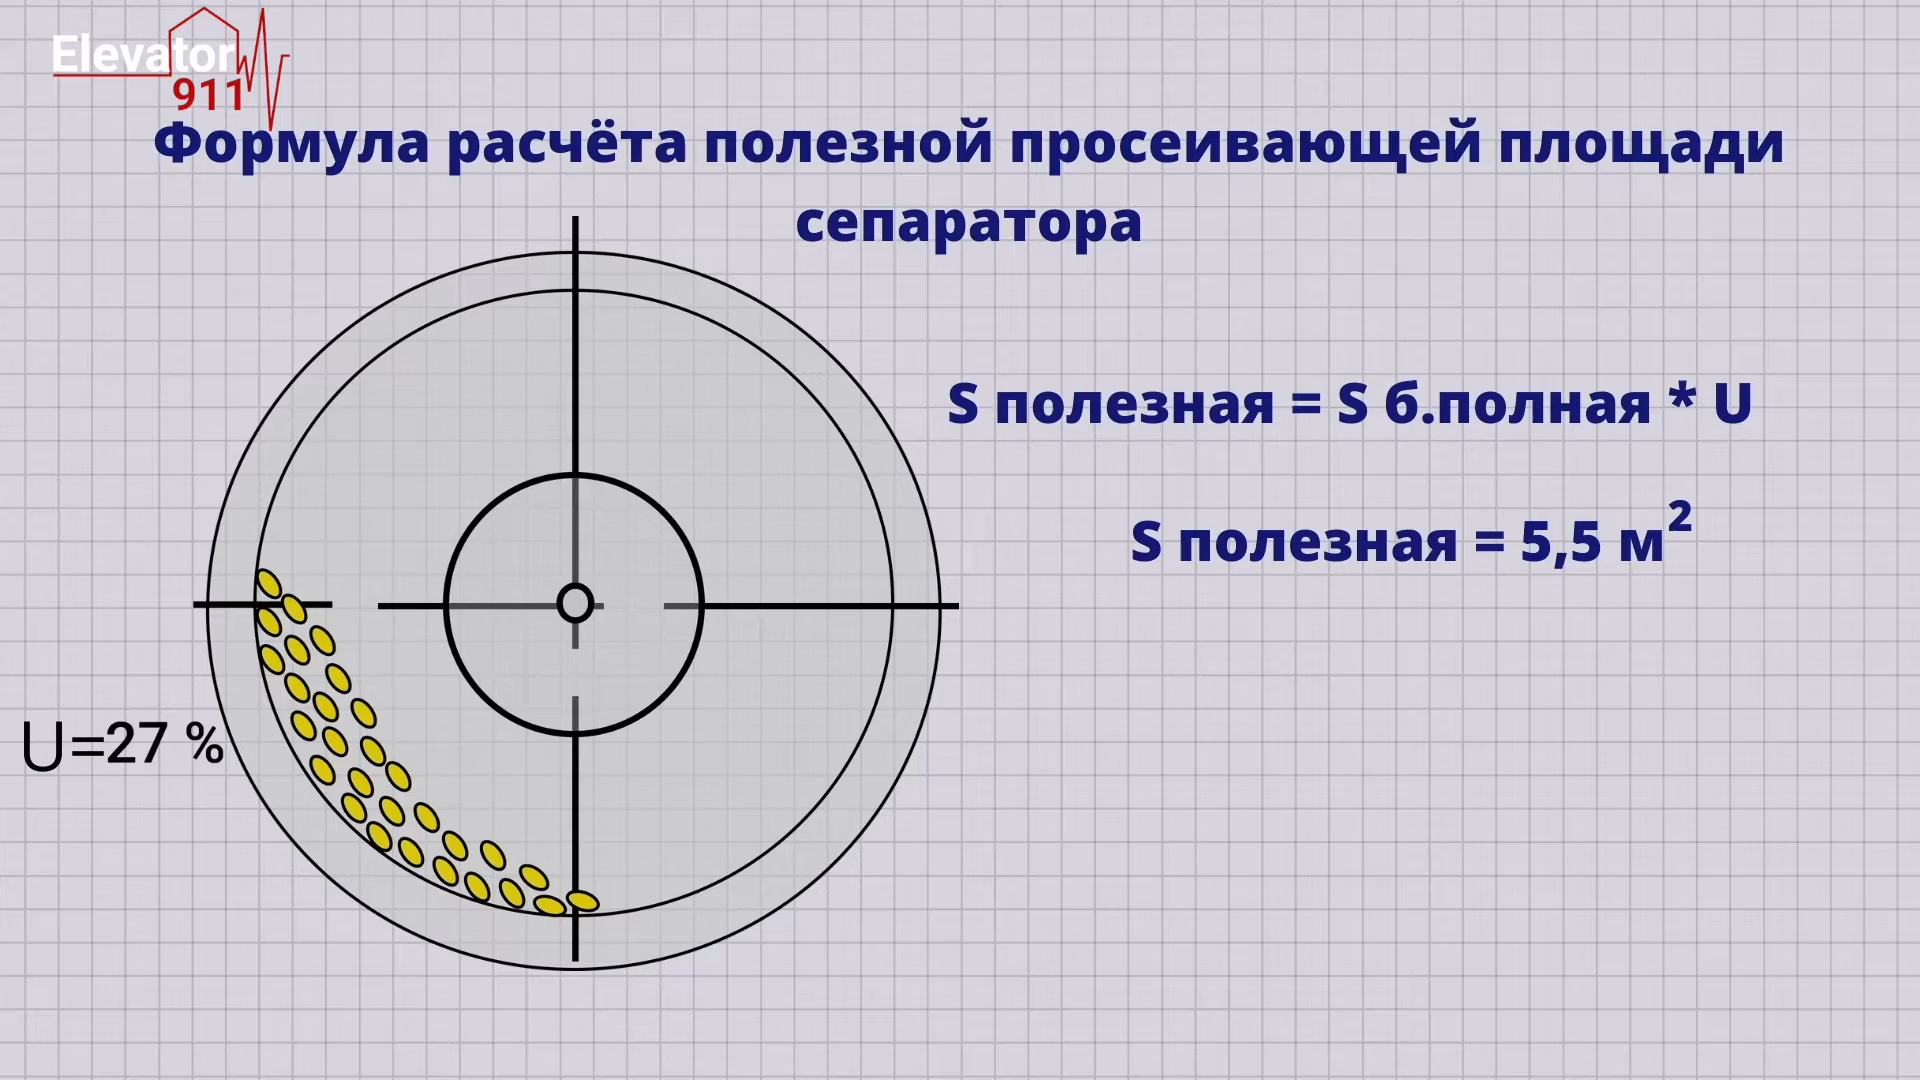 Elevator
911
Формула расчёта полезной просеивающей площади
сепаратора
S полезная = S б.полная * U
S полезная = 5,5 м²
U=27 %